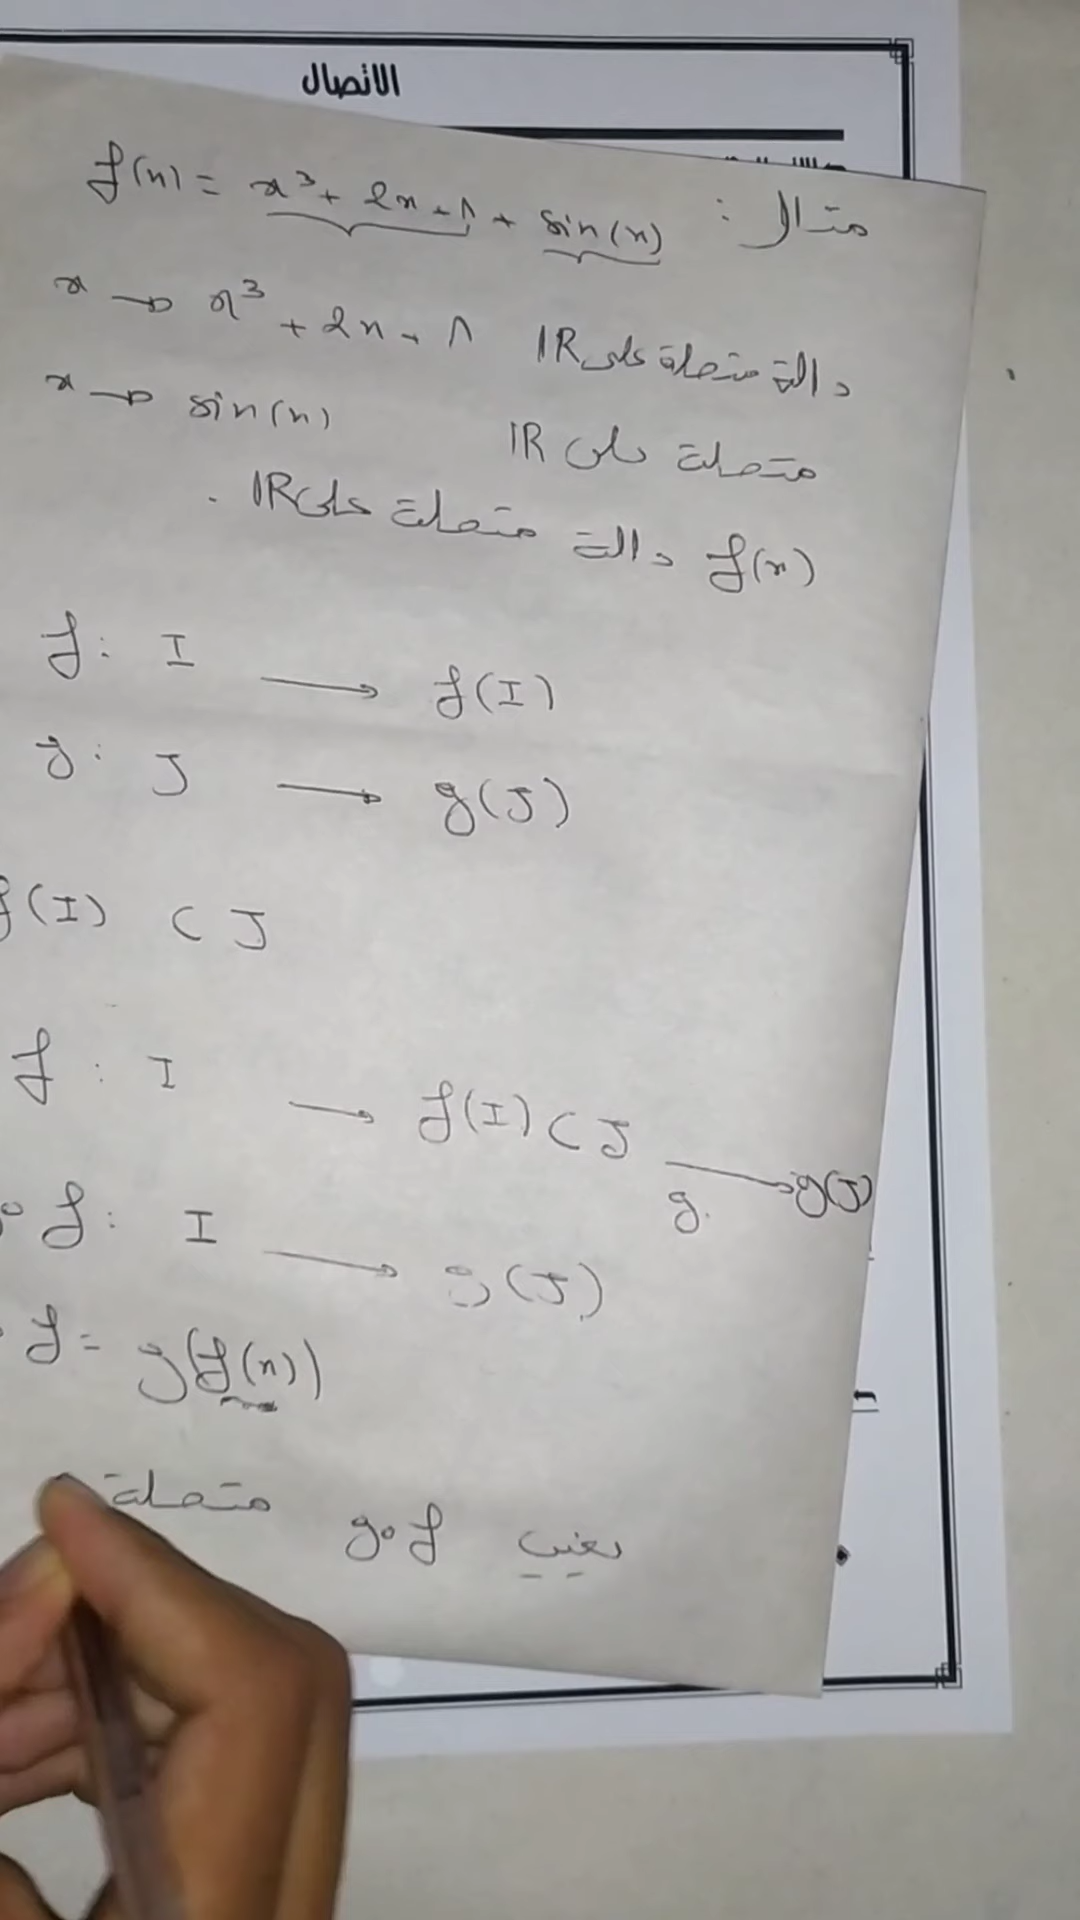 الاتصال
مثال : f(x) = x³ + 2x + 1 + sin(x)
x → x³ + 2x + 1 دالة متصلة على IR
x → sin(x) متصلة على IR
f(x) دالة متصلة على IR .
f : I → f(I)
g : J → g(J)
f(I) ⊂ J
f : I → f(I) ⊂ J → g(J)
g.
∘ f : I → g(J)
∘ f = g(f(x))
يعني g∘f متصلة